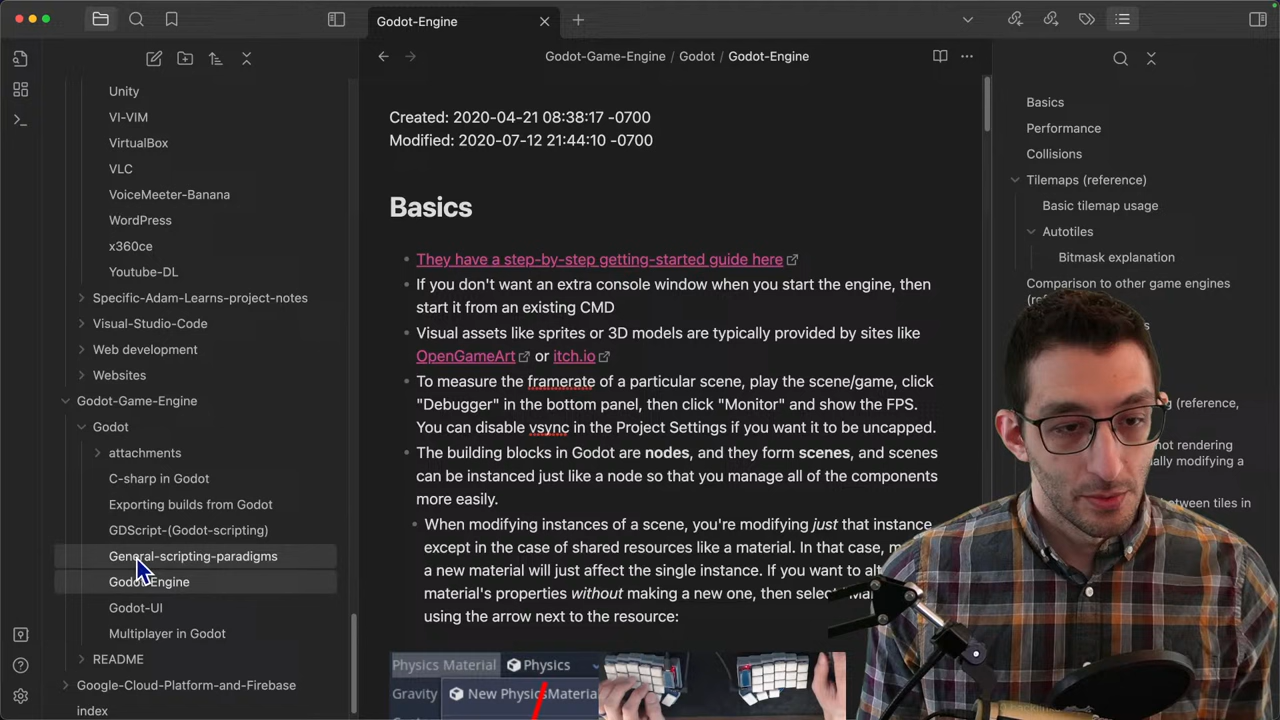 Godot-Engine
Godot-Game-Engine / Godot / Godot-Engine
Unity
VI-VIM
VirtualBox
VLC
VoiceMeeter-Banana
WordPress
x360ce
Youtube-DL
Specific-Adam-Learns-project-notes
Visual-Studio-Code
Web development
Websites
Godot-Game-Engine
Godot
attachments
C-sharp in Godot
Exporting builds from Godot
GDScript-(Godot-scripting)
General-scripting-paradigms
Godot-Engine
Godot-UI
Multiplayer in Godot
README
Google-Cloud-Platform-and-Firebase
index
Created: 2020-04-21 08:38:17 -0700
Modified: 2020-07-12 21:44:10 -0700
Basics
They have a step-by-step getting-started guide here
If you don't want an extra console window when you start the engine, then
start it from an existing CMD
Visual assets like sprites or 3D models are typically provided by sites like
OpenGameArt or itch.io
To measure the framerate of a particular scene, play the scene/game, click
"Debugger" in the bottom panel, then click "Monitor" and show the FPS.
You can disable vsync in the Project Settings if you want it to be uncapped.
The building blocks in Godot are nodes, and they form scenes, and scenes
can be instanced just like a node so that you manage all of the components
more easily.
When modifying instances of a scene, you're modifying just that instance
except in the case of shared resources like a material. In that case,
a new material will just affect the single instance. If you want to
material's properties without making a new one, then select
using the arrow next to the resource:
Physics Material Physics
Gravity New PhysicsMateria
Basics
Performance
Collisions
Tilemaps (reference)
Basic tilemap usage
Autotiles
Bitmask explanation
Comparison to other game engines
(reference,
not rendering
modifying a
between tiles in